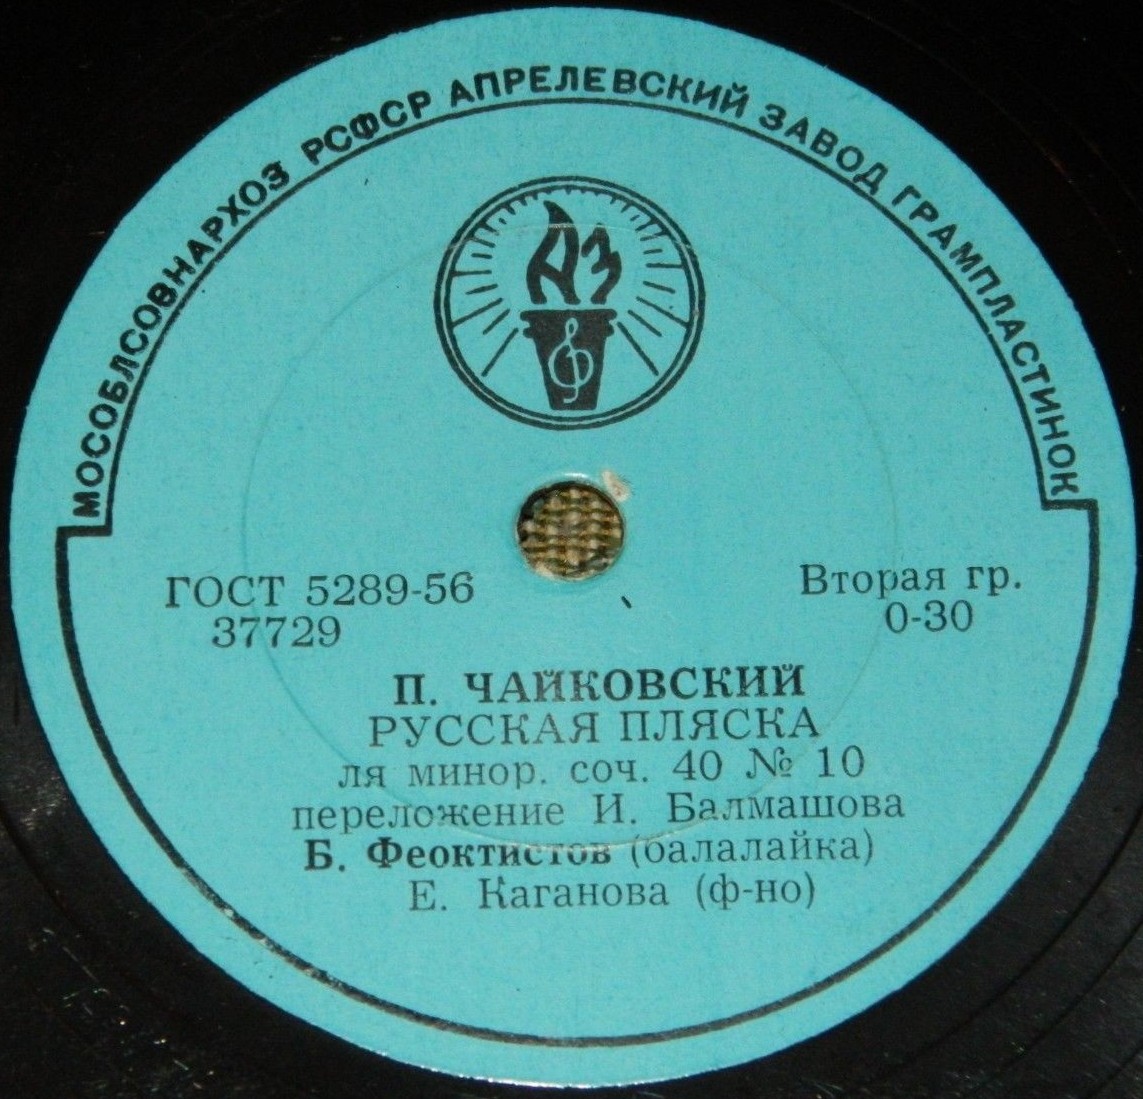 МОСОБЛСОВНАРХОЗ РСФСР АПРЕЛЕВСКИЙ ЗАВОД ГРАМПЛАСТИНОК
АЗ
ГОСТ 5289-56
37729
Вторая гр.
0-30
П. ЧАЙКОВСКИЙ
РУССКАЯ ПЛЯСКА
ля минор. соч. 40 № 10
переложение И. Балмашова
Б. Феоктистов (балалайка)
Е. Каганова (ф-но)